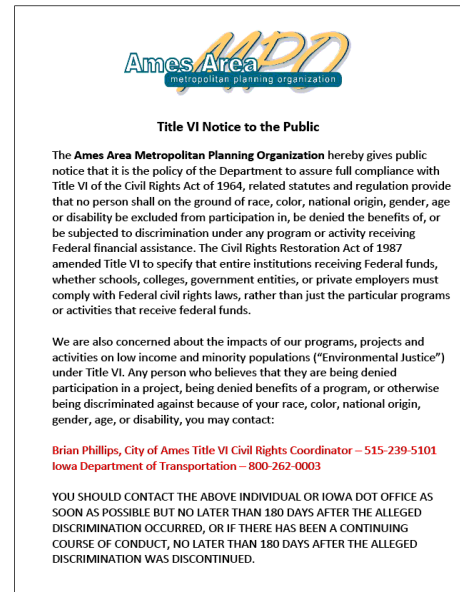 MPO
Ames Area
metropolitan planning organization
Title VI Notice to the Public
The Ames Area Metropolitan Planning Organization hereby gives public
notice that it is the policy of the Department to assure full compliance with
Title VI of the Civil Rights Act of 1964, related statutes and regulation provide
that no person shall on the ground of race, color, national origin, gender, age
or disability be excluded from participation in, be denied the benefits of, or
be subjected to discrimination under any program or activity receiving
Federal financial assistance. The Civil Rights Restoration Act of 1987
amended Title VI to specify that entire institutions receiving Federal funds,
whether schools, colleges, government entities, or private employers must
comply with Federal civil rights laws, rather than just the particular programs
or activities that receive federal funds.
We are also concerned about the impacts of our programs, projects and
activities on low income and minority populations (“Environmental Justice”)
under Title VI. Any person who believes that they are being denied
participation in a project, being denied benefits of a program, or otherwise
being discriminated against because of your race, color, national origin,
gender, age, or disability, you may contact:
Brian Phillips, City of Ames Title VI Civil Rights Coordinator – 515-239-5101
Iowa Department of Transportation – 800-262-0003
YOU SHOULD CONTACT THE ABOVE INDIVIDUAL OR IOWA DOT OFFICE AS
SOON AS POSSIBLE BUT NO LATER THAN 180 DAYS AFTER THE ALLEGED
DISCRIMINATION OCCURRED, OR IF THERE HAS BEEN A CONTINUING
COURSE OF CONDUCT, NO LATER THAN 180 DAYS AFTER THE ALLEGED
DISCRIMINATION WAS DISCONTINUED.